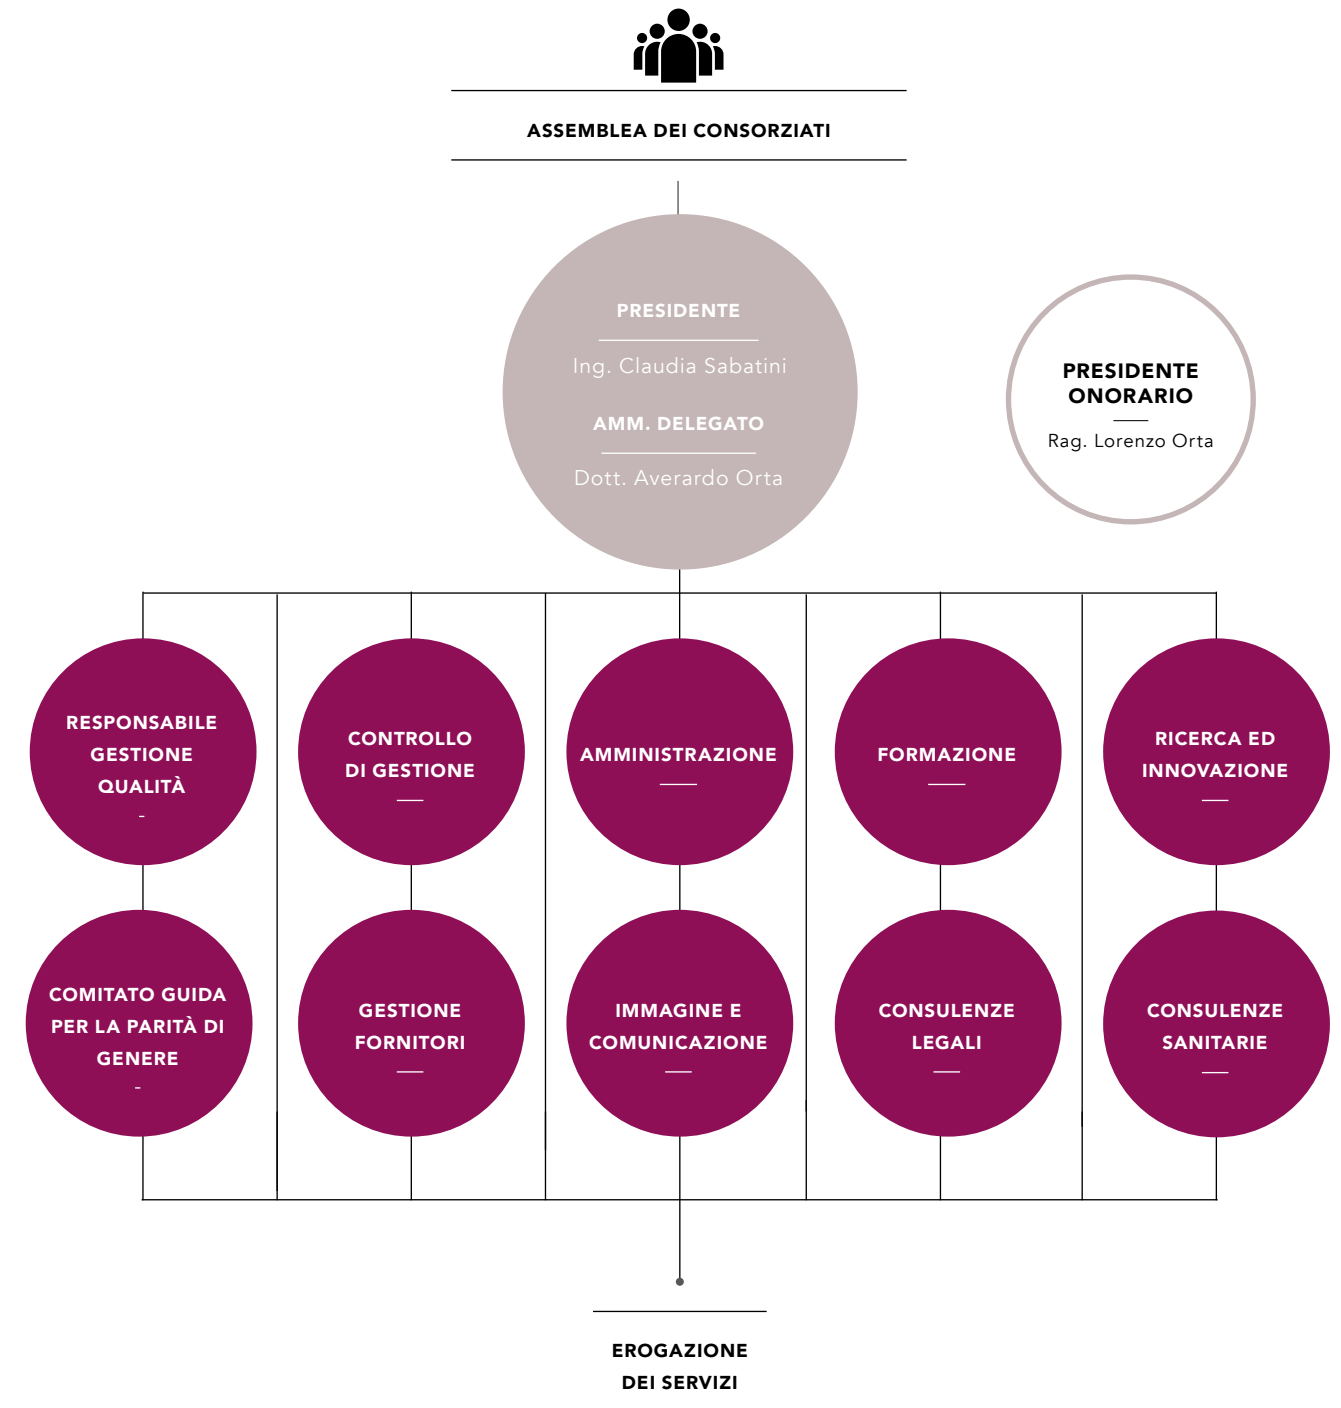 ASSEMBLEA DEI CONSORZIATI
PRESIDENTE
Ing. Claudia Sabatini
AMM. DELEGATO
Dott. Averardo Orta
PRESIDENTE
ONORARIO
Rag. Lorenzo Orta
RESPONSABILE
GESTIONE
QUALITÀ
-
CONTROLLO
DI GESTIONE
AMMINISTRAZIONE
FORMAZIONE
RICERCA ED
INNOVAZIONE
COMITATO GUIDA
PER LA PARITÀ DI
GENERE
-
GESTIONE
FORNITORI
IMMAGINE E
COMUNICAZIONE
CONSULENZE
LEGALI
CONSULENZE
SANITARIE
EROGAZIONE
DEI SERVIZI